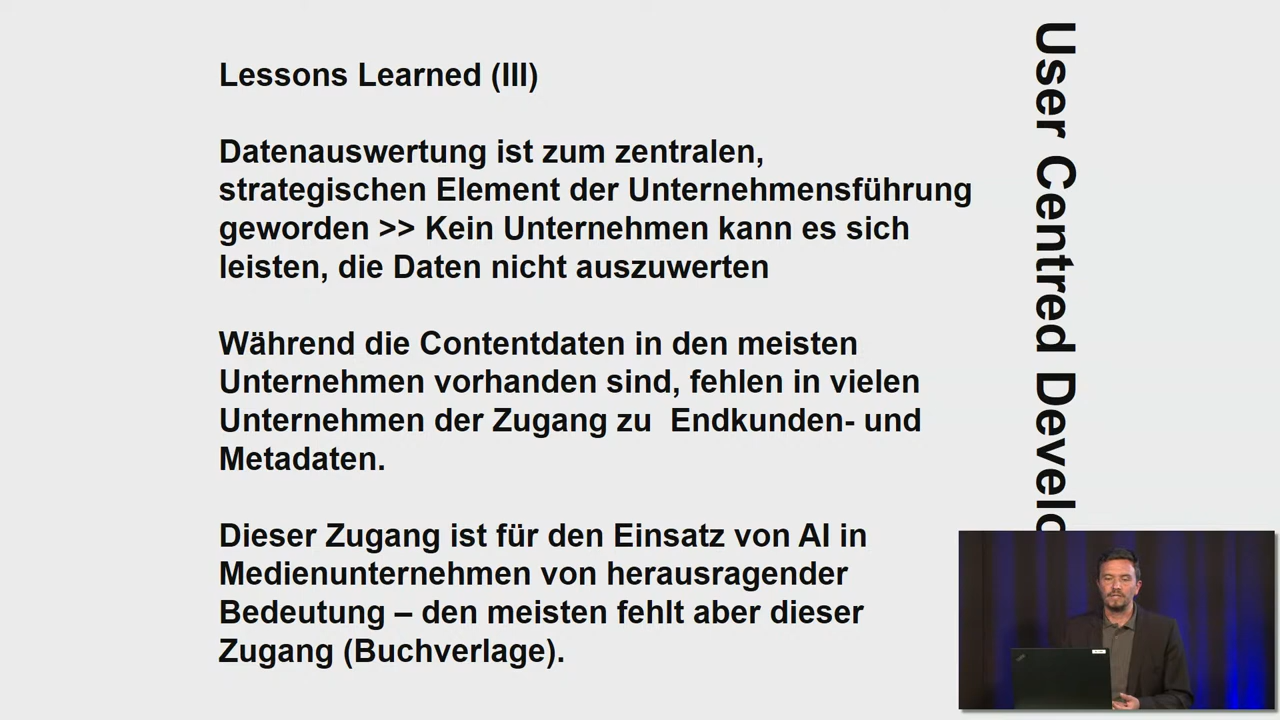 Lessons Learned (III)
Datenauswertung ist zum zentralen,
strategischen Element der Unternehmensführung
geworden >> Kein Unternehmen kann es sich
leisten, die Daten nicht auszuwerten
Während die Contentdaten in den meisten
Unternehmen vorhanden sind, fehlen in vielen
Unternehmen der Zugang zu  Endkunden- und
Metadaten.
Dieser Zugang ist für den Einsatz von AI in
Medienunternehmen von herausragender
Bedeutung – den meisten fehlt aber dieser
Zugang (Buchverlage).
User Centred